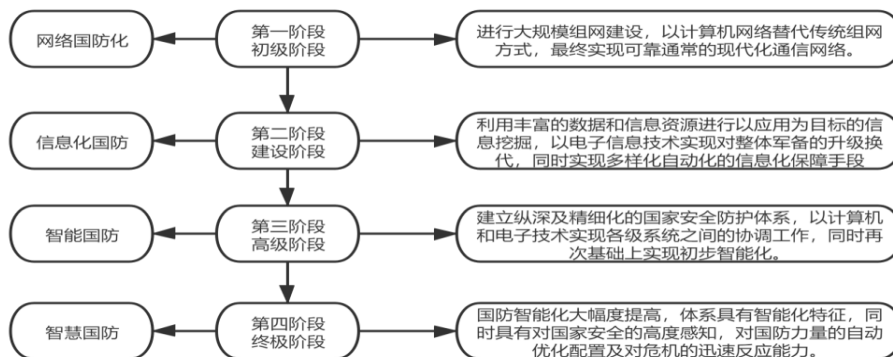 网络国防化
第一阶段
初级阶段
进行大规模组网建设，以计算机网络替代传统组网
方式，最终实现可靠通常的现代化通信网络。
信息化国防
第二阶段
建设阶段
利用丰富的数据和信息资源进行以应用为目标的信
息挖掘，以电子信息技术实现对整体军备的升级换
代，同时实现多样化自动化的信息化保障手段
智能国防
第三阶段
高级阶段
建立纵深及精细化的国家安全防护体系，以计算机
和电子技术实现各级系统之间的协调工作，同时再
次基础上实现初步智能化。
智慧国防
第四阶段
终极阶段
国防智能化大幅度提高，体系具有智能化特征，同
时具有对国家安全的高度感知，对国防力量的自动
优化配置及对危机的迅速反应能力。